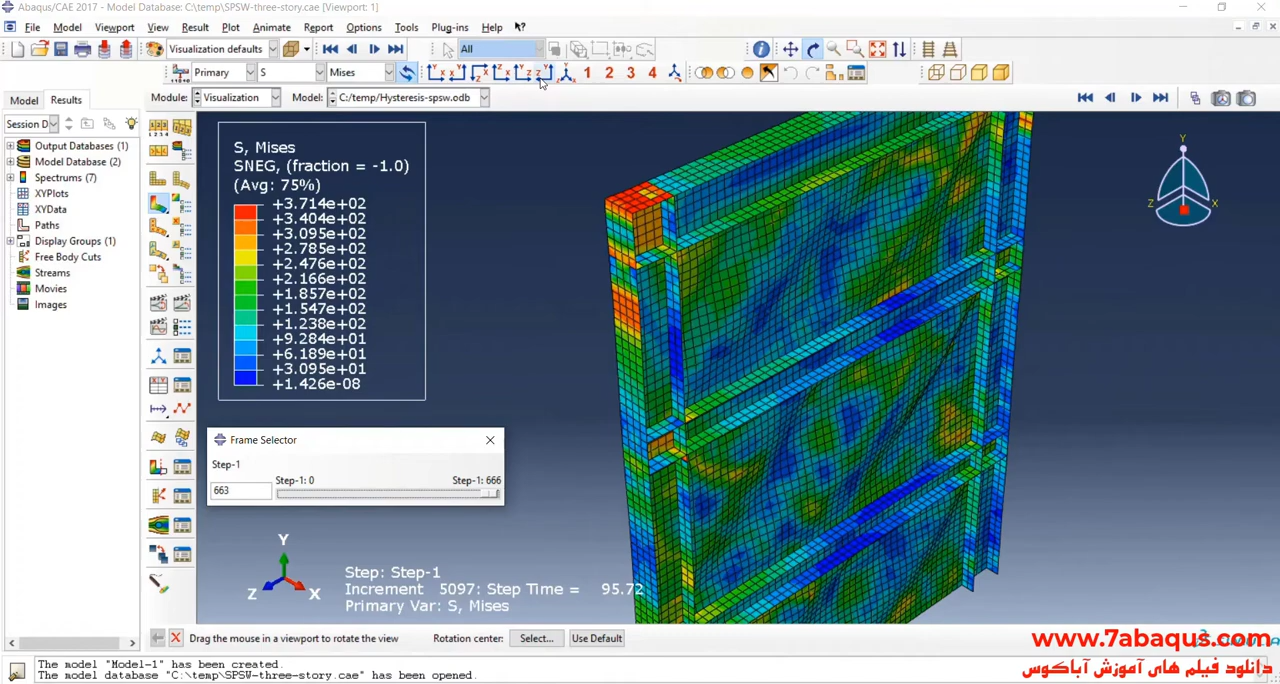 Abaqus/CAE 2017 - Model Database: C:\temp\SPSW-three-story.cae [Viewport: 1]
File Model Viewport View Result Plot Animate Report Options Tools Plug-ins Help
Visualization defaults All
Primary S Mises 1 2 3 4
Model Results Module: Visualization Model: C:/temp/Hysteresis-spsw.odb
Session D
Output Databases (1)
Model Database (2)
Spectrums (7)
XYPlots
XYData
Paths
Display Groups (1)
Free Body Cuts
Streams
Movies
Images
S, Mises
SNEG, (fraction = -1.0)
(Avg: 75%)
+3.714e+02
+3.404e+02
+3.095e+02
+2.785e+02
+2.476e+02
+2.166e+02
+1.857e+02
+1.547e+02
+1.238e+02
+9.284e+01
+6.189e+01
+3.095e+01
+1.426e-08
Y
Z X
Frame Selector
Step-1
Step-1: 0 Step-1: 666
663
Y
Z X
Step: Step-1
Increment 5097: Step Time = 95.72
Primary Var: S, Mises
Drag the mouse in a viewport to rotate the view Rotation center: Select... Use Default
www.7abaqus.com
The model "Model-1" has been created.
The model database "C:\temp\SPSW-three-story.cae" has been opened.
دانلود فیلم های آموزش آباکوس